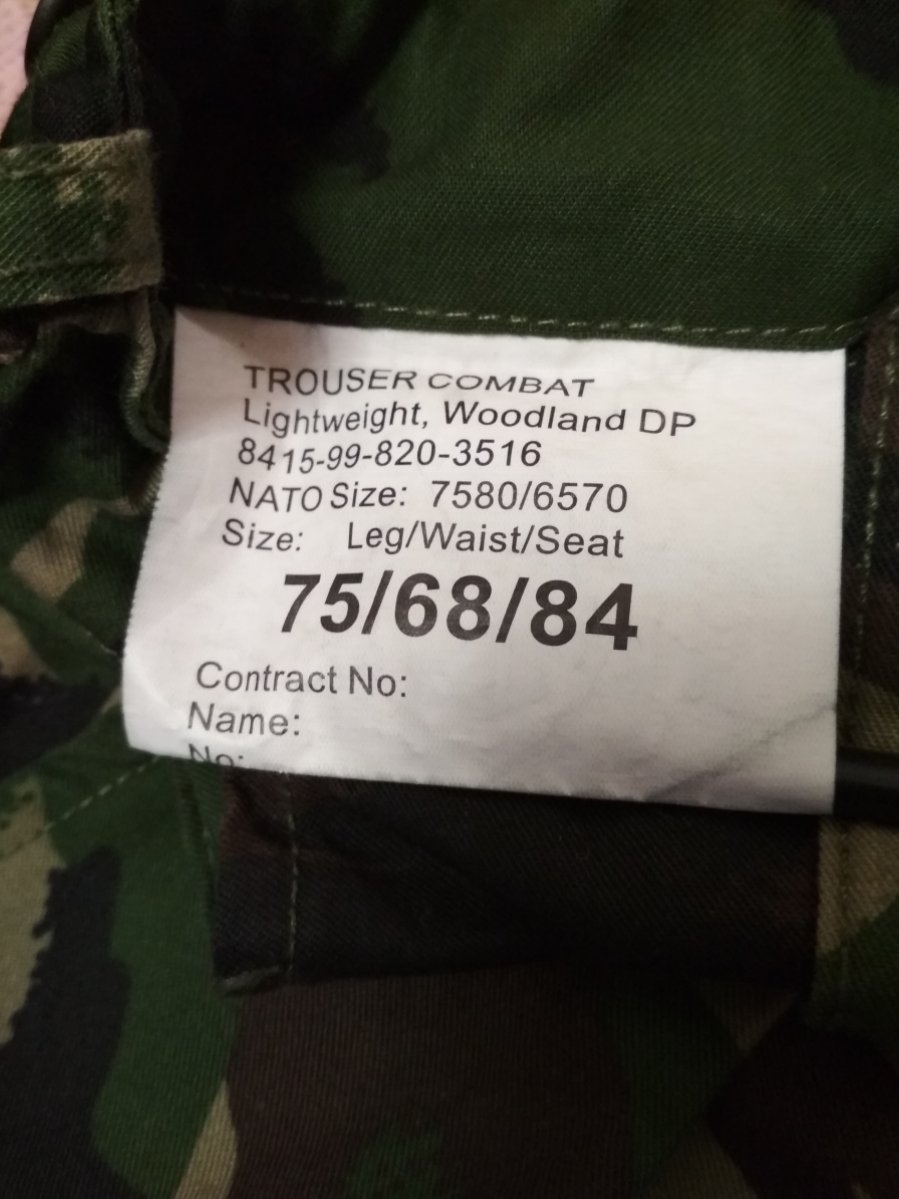 TROUSER COMBAT
Lightweight, Woodland DP
8415-99-820-3516
NATO Size: 7580/6570
Size: Leg/Waist/Seat
75/68/84
Contract No:
Name:
No: